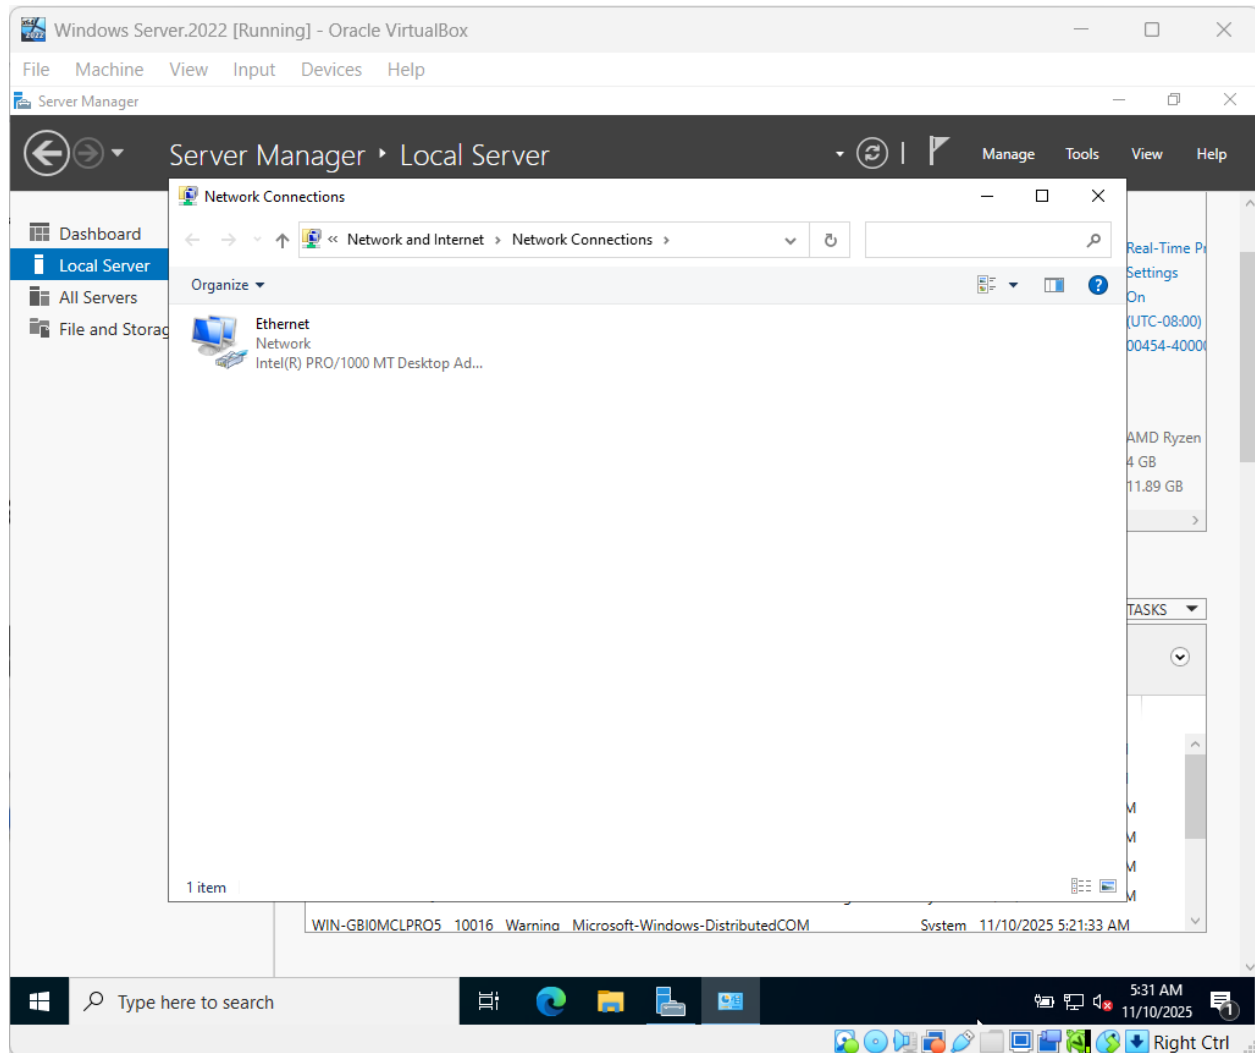 Windows Server.2022 [Running] - Oracle VirtualBox
File Machine View Input Devices Help
Server Manager
Server Manager Local Server
Manage Tools View Help
Network Connections
« Network and Internet > Network Connections >
Organize
Dashboard
Local Server
All Servers
File and Storag
Ethernet
Network
Intel(R) PRO/1000 MT Desktop Ad...
Real-Time Pr
Settings
On
(UTC-08:00)
00454-4000
AMD Ryzen
4 GB
11.89 GB
TASKS
M
M
M
M
1 item
WIN-GBI0MCLPRO5 10016 Warning Microsoft-Windows-DistributedCOM System 11/10/2025 5:21:33 AM
Type here to search
5:31 AM
11/10/2025
1
Right Ctrl